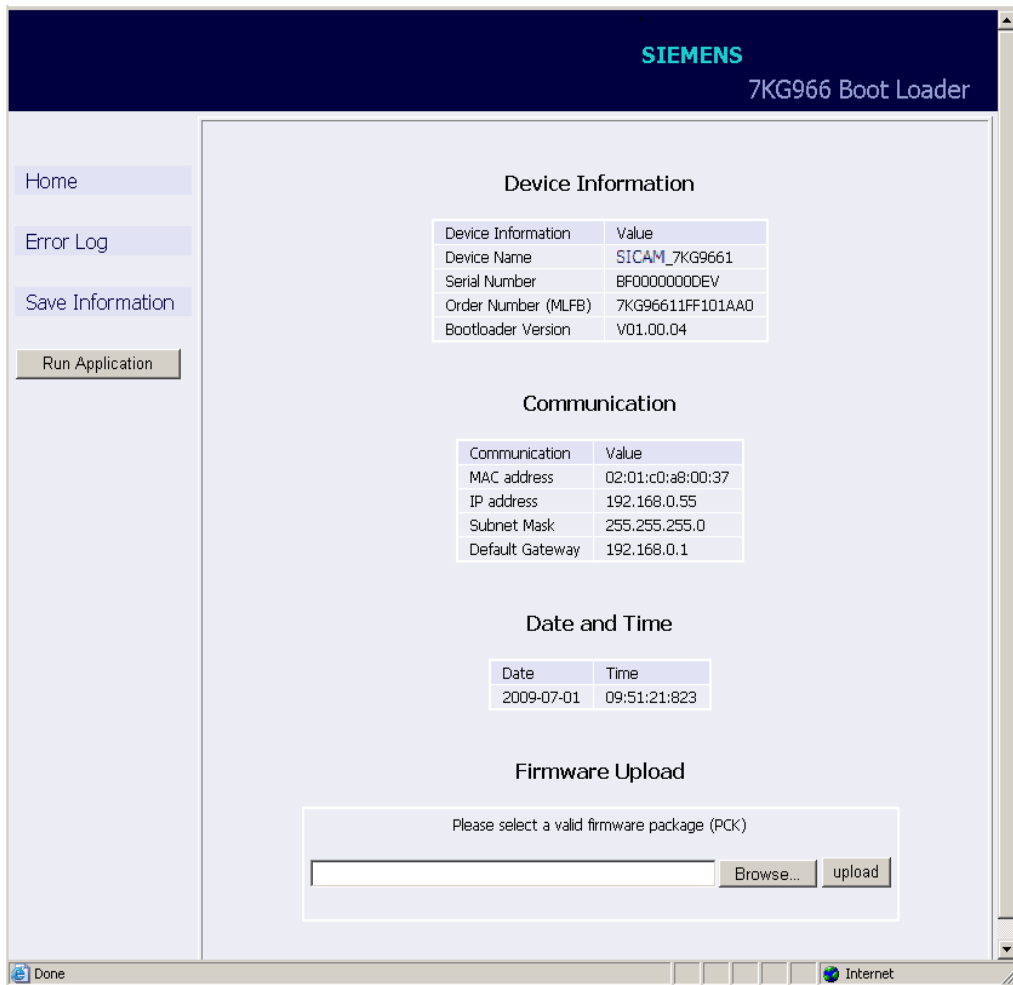 SIEMENS
7KG966 Boot Loader
Home
Error Log
Save Information
Run Application
Device Information
Device Information Value
Device Name SICAM_7KG9661
Serial Number BF0000000DEV
Order Number (MLFB) 7KG96611FF101AA0
Bootloader Version V01.00.04
Communication
Communication Value
MAC address 02:01:c0:a8:00:37
IP address 192.168.0.55
Subnet Mask 255.255.255.0
Default Gateway 192.168.0.1
Date and Time
Date Time
2009-07-01 09:51:21:823
Firmware Upload
Please select a valid firmware package (PCK)
Browse... upload
Done Internet